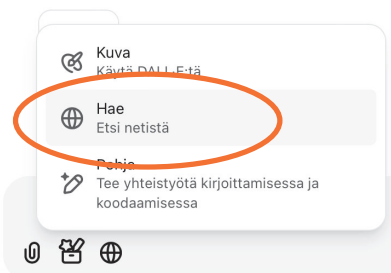 Kuva
Käytä DALL·E:tä
Hae
Etsi netistä
Pohja
Tee yhteistyötä kirjoittamisessa ja
koodaamisessa